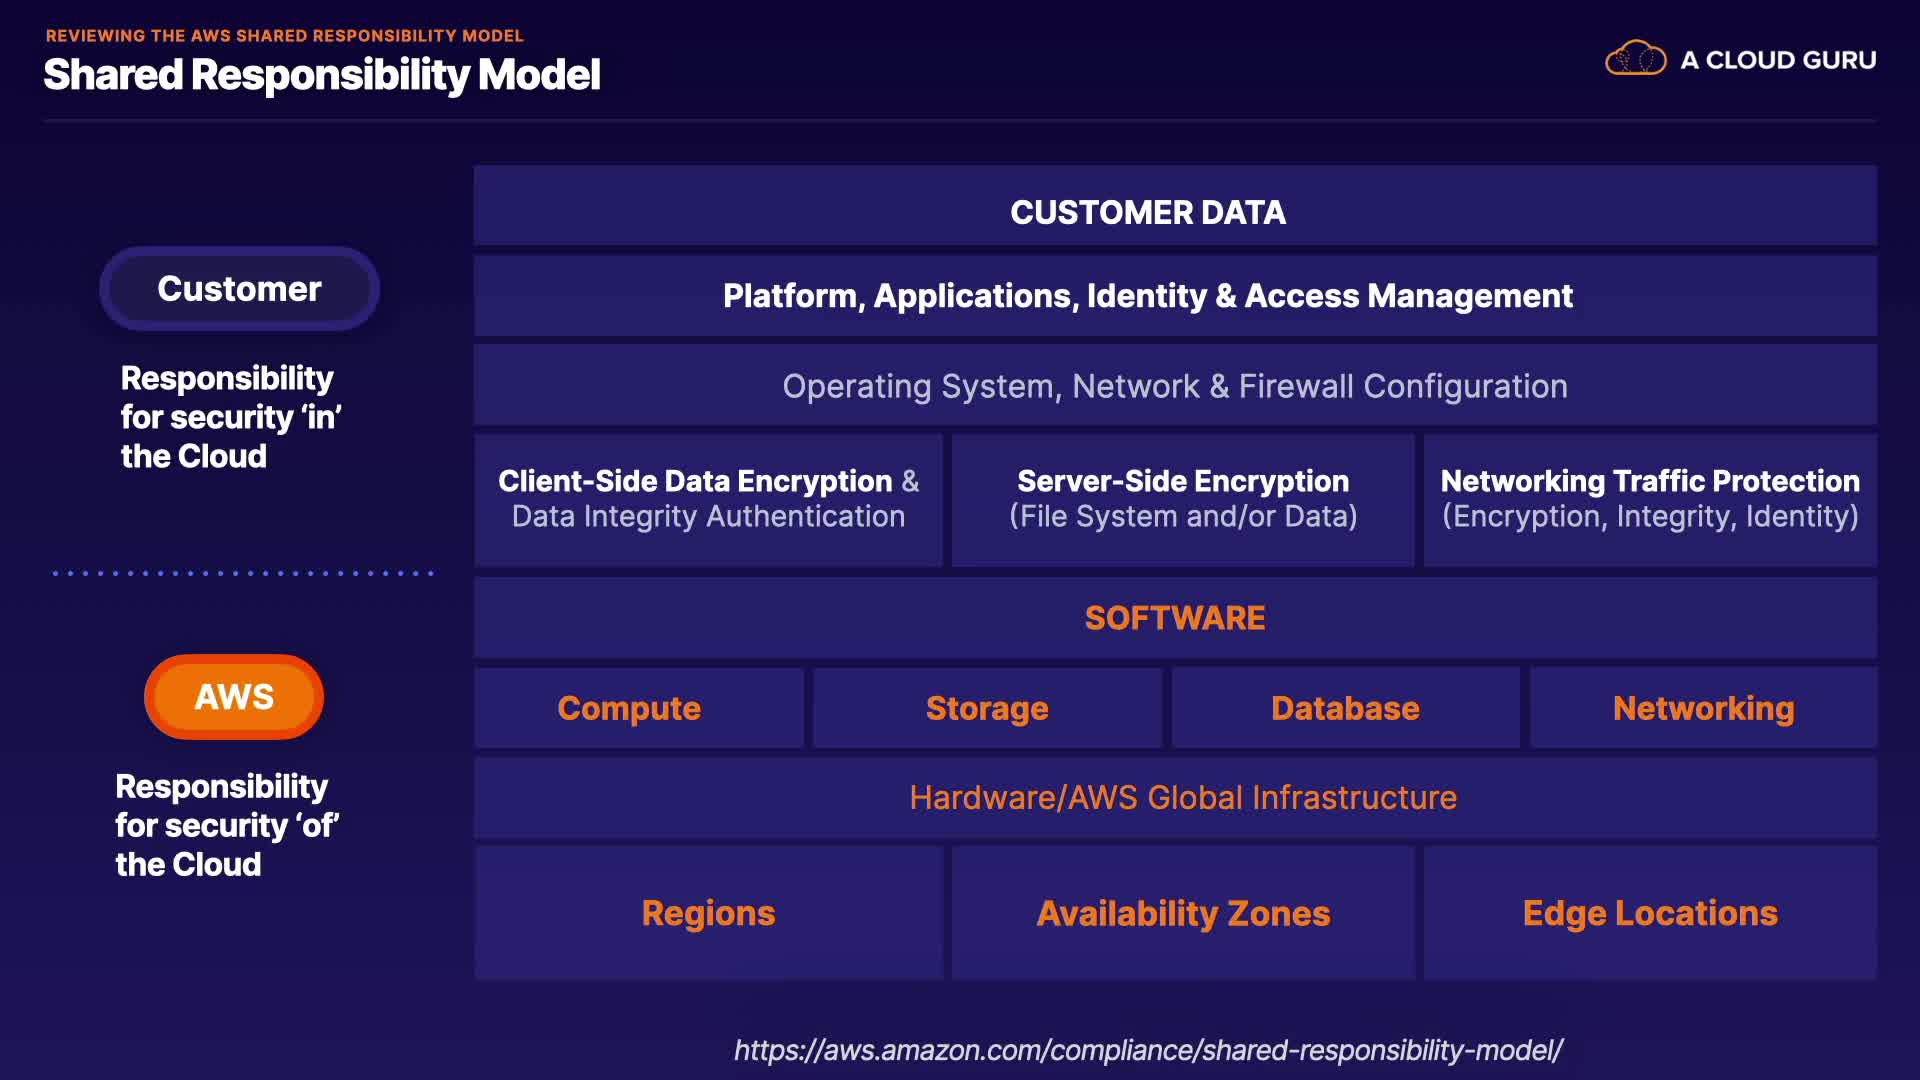 REVIEWING THE AWS SHARED RESPONSIBILITY MODEL
Shared Responsibility Model
A CLOUD GURU
Customer
Responsibility
for security ‘in’
the Cloud
CUSTOMER DATA
Platform, Applications, Identity & Access Management
Operating System, Network & Firewall Configuration
Client-Side Data Encryption &
Data Integrity Authentication
Server-Side Encryption
(File System and/or Data)
Networking Traffic Protection
(Encryption, Integrity, Identity)
AWS
Responsibility
for security ‘of’
the Cloud
SOFTWARE
Compute
Storage
Database
Networking
Hardware/AWS Global Infrastructure
Regions
Availability Zones
Edge Locations
https://aws.amazon.com/compliance/shared-responsibility-model/